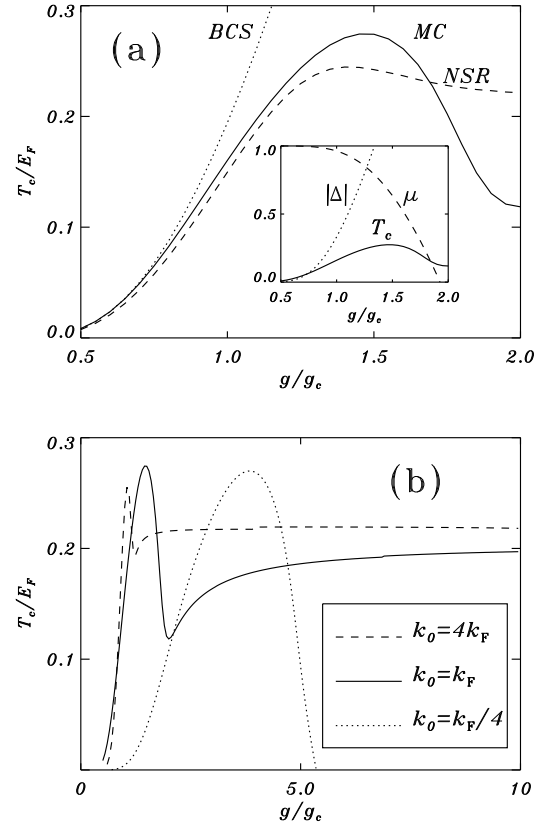 (a)
BCS
MC
NSR
0.3
0.2
0.1
0.0
T_c/E_F
1.0
0.5
0.0
|Δ|
μ
T_c
0.5 1.0 1.5 2.0
g/g_c
0.5 1.0 1.5 2.0
g/g_c
(b)
0.3
0.2
0.1
T_c/E_F
k_0=4k_F
k_0=k_F
k_0=k_F/4
0 5.0 10
g/g_c